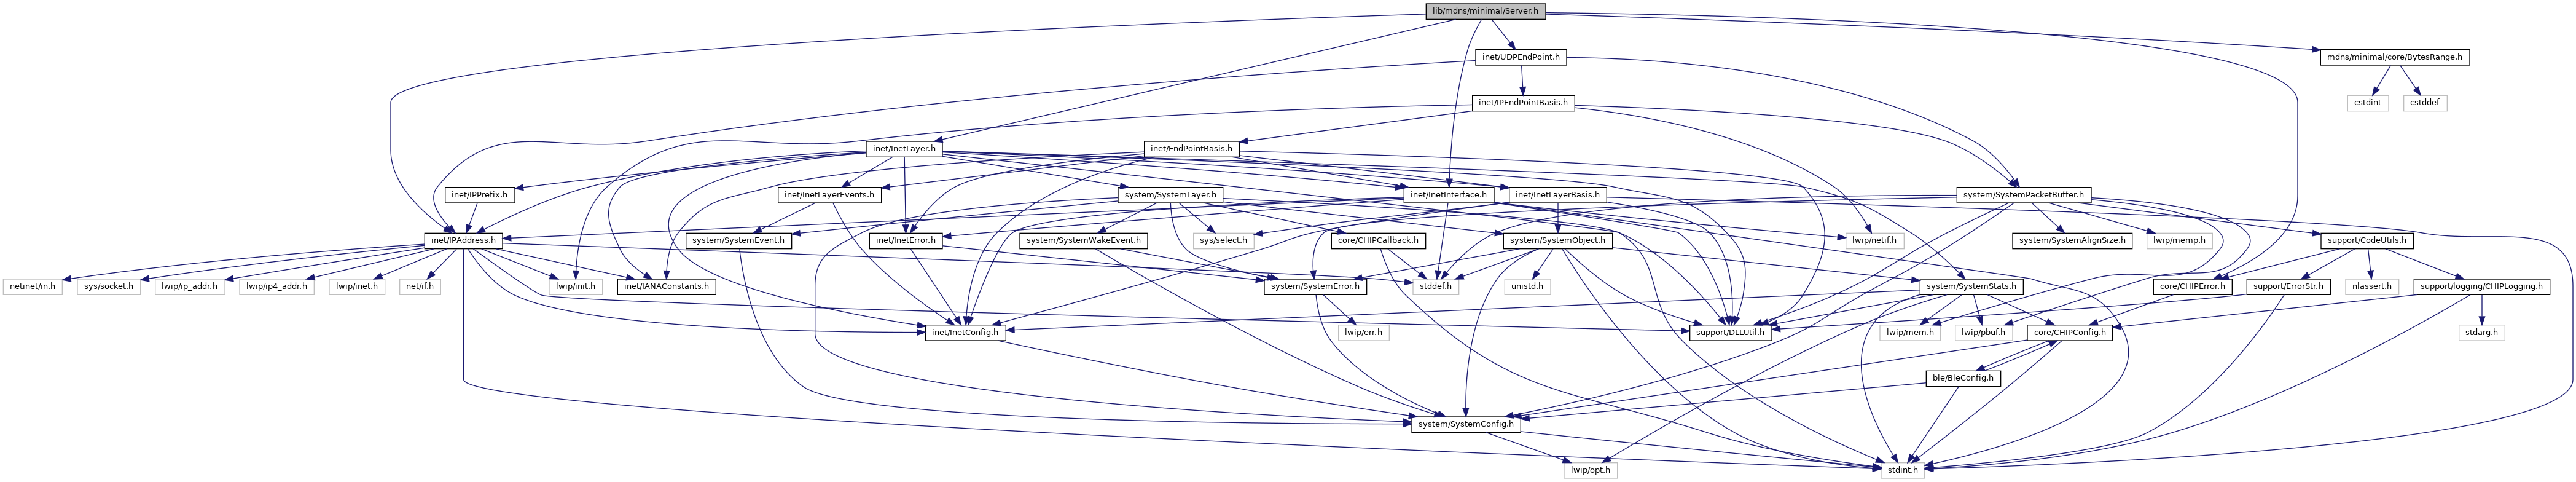 lib/mdns/minimal/Server.h
inet/UDPEndPoint.h
mdns/minimal/core/BytesRange.h
inet/IPEndPointBasis.h
cstdint
cstddef
inet/InetLayer.h
inet/EndPointBasis.h
inet/IPPrefix.h
inet/InetLayerEvents.h
system/SystemLayer.h
inet/InetInterface.h
inet/InetLayerBasis.h
system/SystemPacketBuffer.h
inet/IPAddress.h
system/SystemEvent.h
inet/InetError.h
system/SystemWakeEvent.h
sys/select.h
core/CHIPCallback.h
system/SystemObject.h
lwip/netif.h
system/SystemAlignSize.h
lwip/memp.h
support/CodeUtils.h
netinet/in.h
sys/socket.h
lwip/ip_addr.h
lwip/ip4_addr.h
lwip/inet.h
net/if.h
lwip/init.h
inet/IANAConstants.h
system/SystemError.h
stddef.h
unistd.h
system/SystemStats.h
core/CHIPError.h
support/ErrorStr.h
nlassert.h
support/logging/CHIPLogging.h
inet/InetConfig.h
lwip/err.h
support/DLLUtil.h
lwip/mem.h
lwip/pbuf.h
core/CHIPConfig.h
stdarg.h
ble/BleConfig.h
system/SystemConfig.h
lwip/opt.h
stdint.h